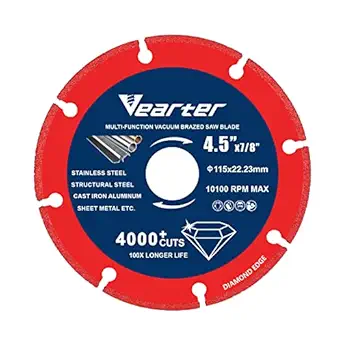 Vearter
MULTI-FUNCTION VACUUM BRAZED SAW BLADE
4.5"x7/8"
Φ115x22.23mm
10100 RPM MAX
STAINLESS STEEL
STRUCTURAL STEEL
CAST IRON ALUMINUM
SHEET METAL ETC.
4000+CUTS
100X LONGER LIFE
DIAMOND EDGE